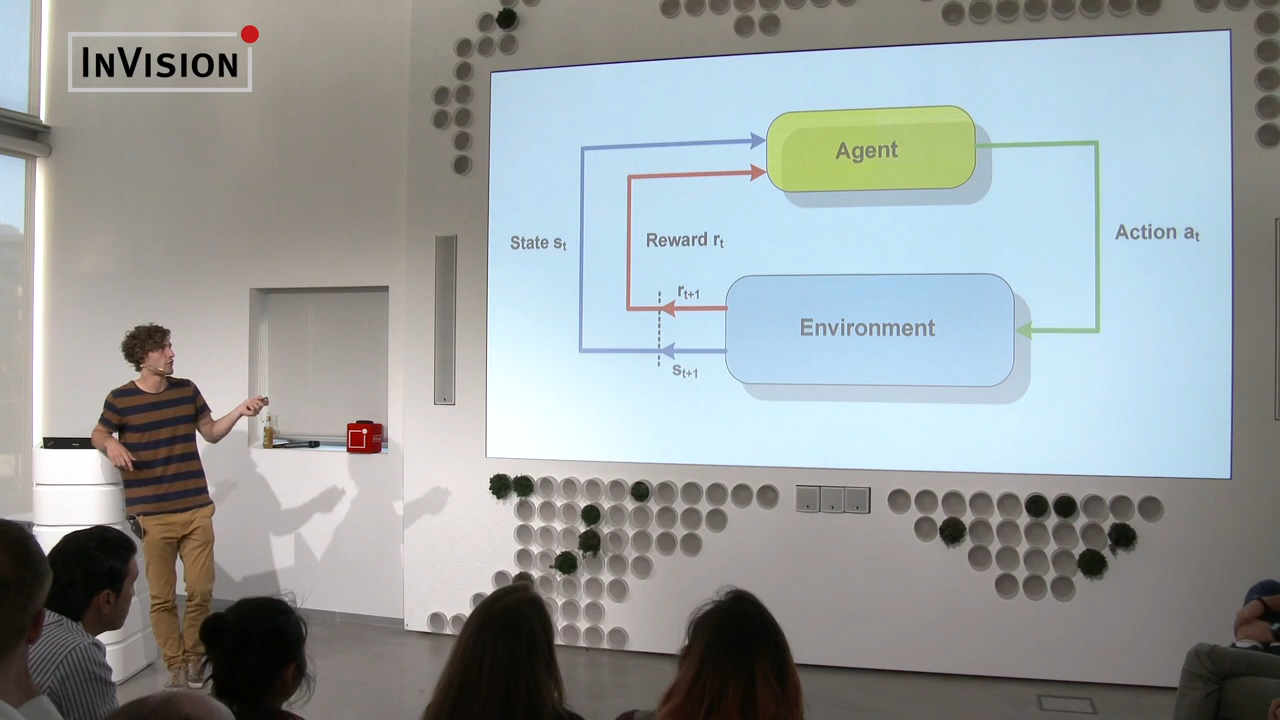 INVISION
Agent
State sₜ
Reward rₜ
Action aₜ
rₜ₊₁
Environment
sₜ₊₁